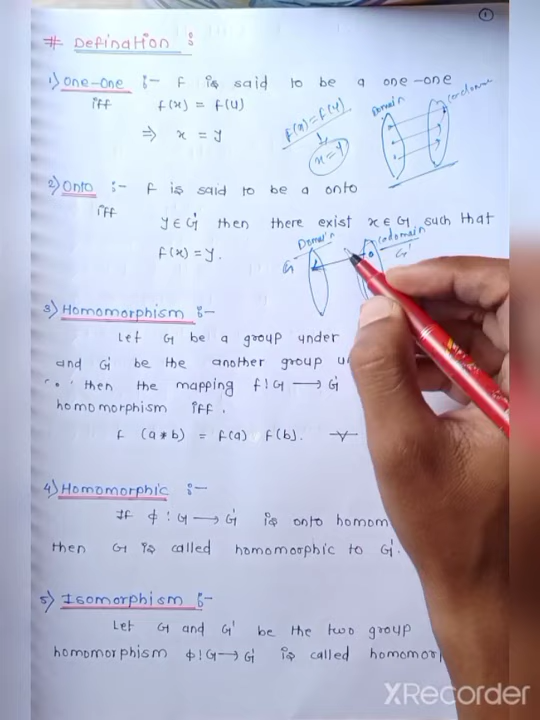 ①
# Defination :
1) One-One :- f is said to be a one-one
iff f(x) = f(y)
⇒ x = y
f(x) = f(y)
↓
x = y
Domain
2) Onto :- f is said to be a onto
iff y ∈ G' then there exist x ∈ G such that
f(x) = y.
Domain
codomain
G
G'
3) Homomorphism :-
Let G be a group under
and G' be the another group
'∘' then the mapping f: G → G'
homomorphism iff.
f (a * b) = f(a) f(b).
4) Homomorphic :-
If ϕ : G → G' is onto homom
then G is called homomorphic to G'.
5) Isomorphism :-
Let G and G' be the two group
homomorphism ϕ: G → G' is called homomor
XRecorder